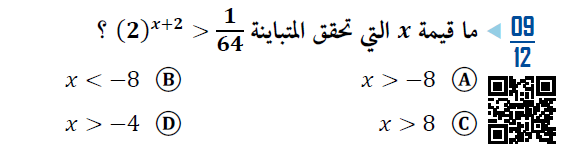 09/12 ◀ ما قيمة x التي تحقق المتباينة (2)^{x+2} > 1/64 ؟
Ⓐ x > −8 Ⓑ x < −8
Ⓒ x > 8 Ⓓ x > −4